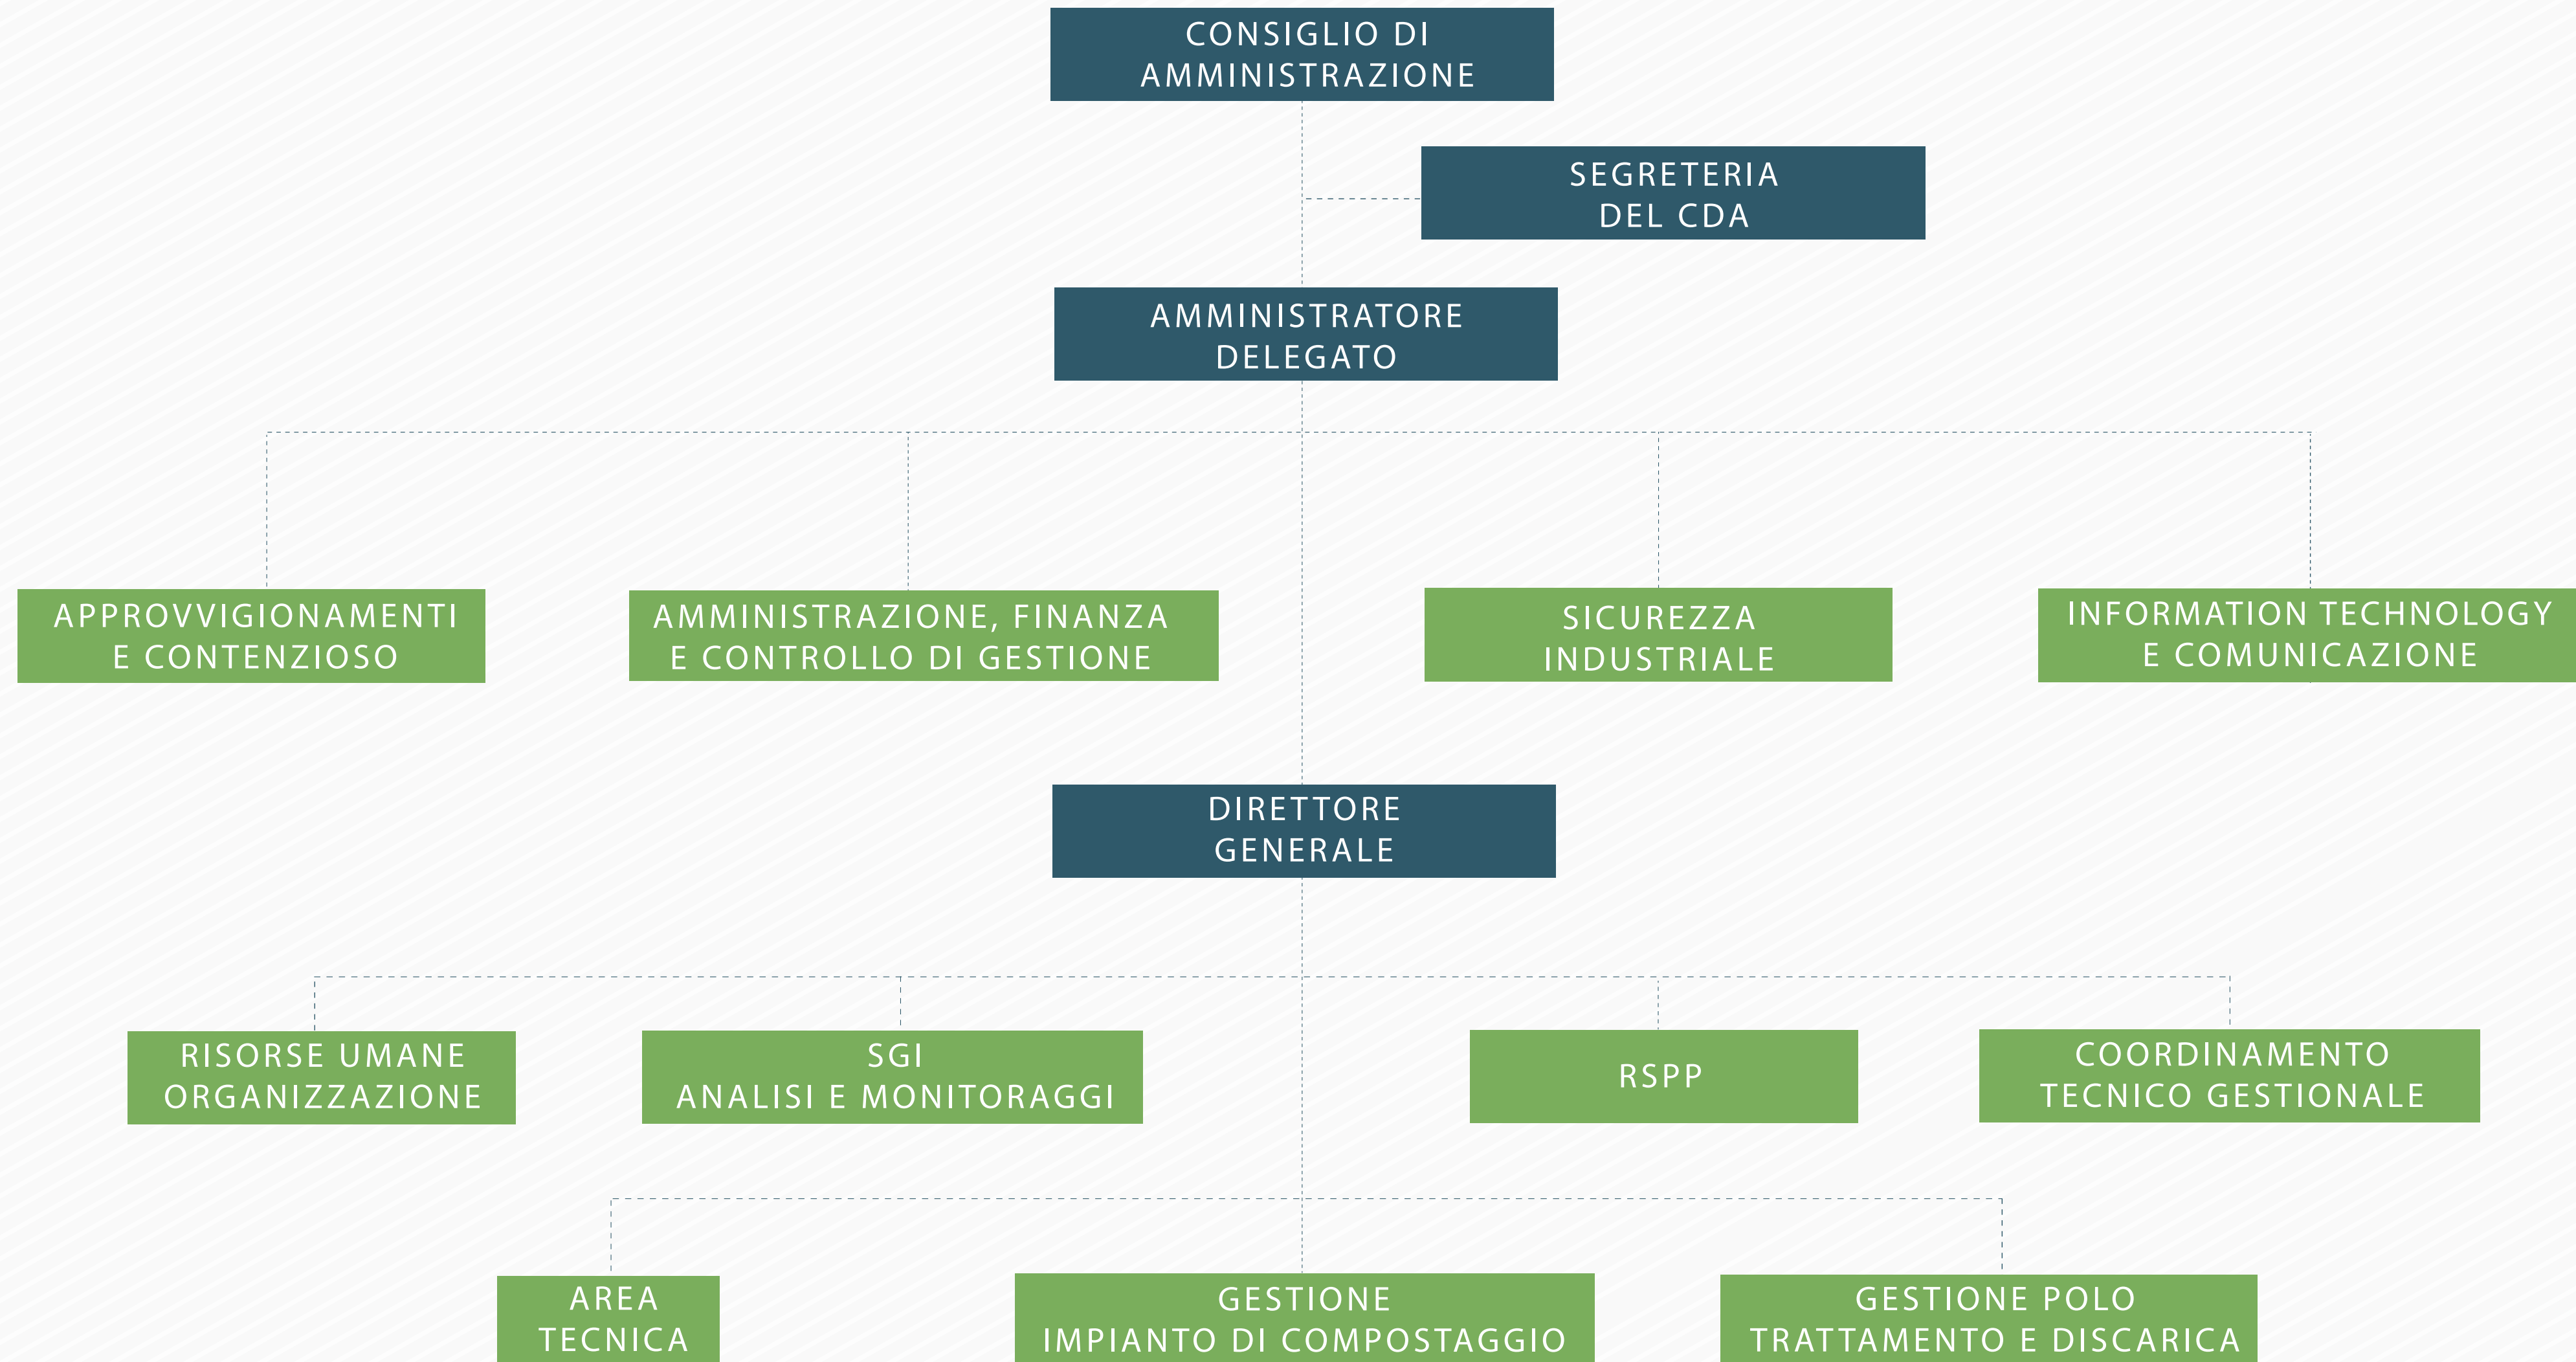 CONSIGLIO DI
AMMINISTRAZIONE
SEGRETERIA
DEL CDA
AMMINISTRATORE
DELEGATO
APPROVVIGIONAMENTI
E CONTENZIOSO
AMMINISTRAZIONE, FINANZA
E CONTROLLO DI GESTIONE
SICUREZZA
INDUSTRIALE
INFORMATION TECHNOLOGY
E COMUNICAZIONE
DIRETTORE
GENERALE
RISORSE UMANE
ORGANIZZAZIONE
SGI
ANALISI E MONITORAGGI
RSPP
COORDINAMENTO
TECNICO GESTIONALE
AREA
TECNICA
GESTIONE
IMPIANTO DI COMPOSTAGGIO
GESTIONE POLO
TRATTAMENTO E DISCARICA